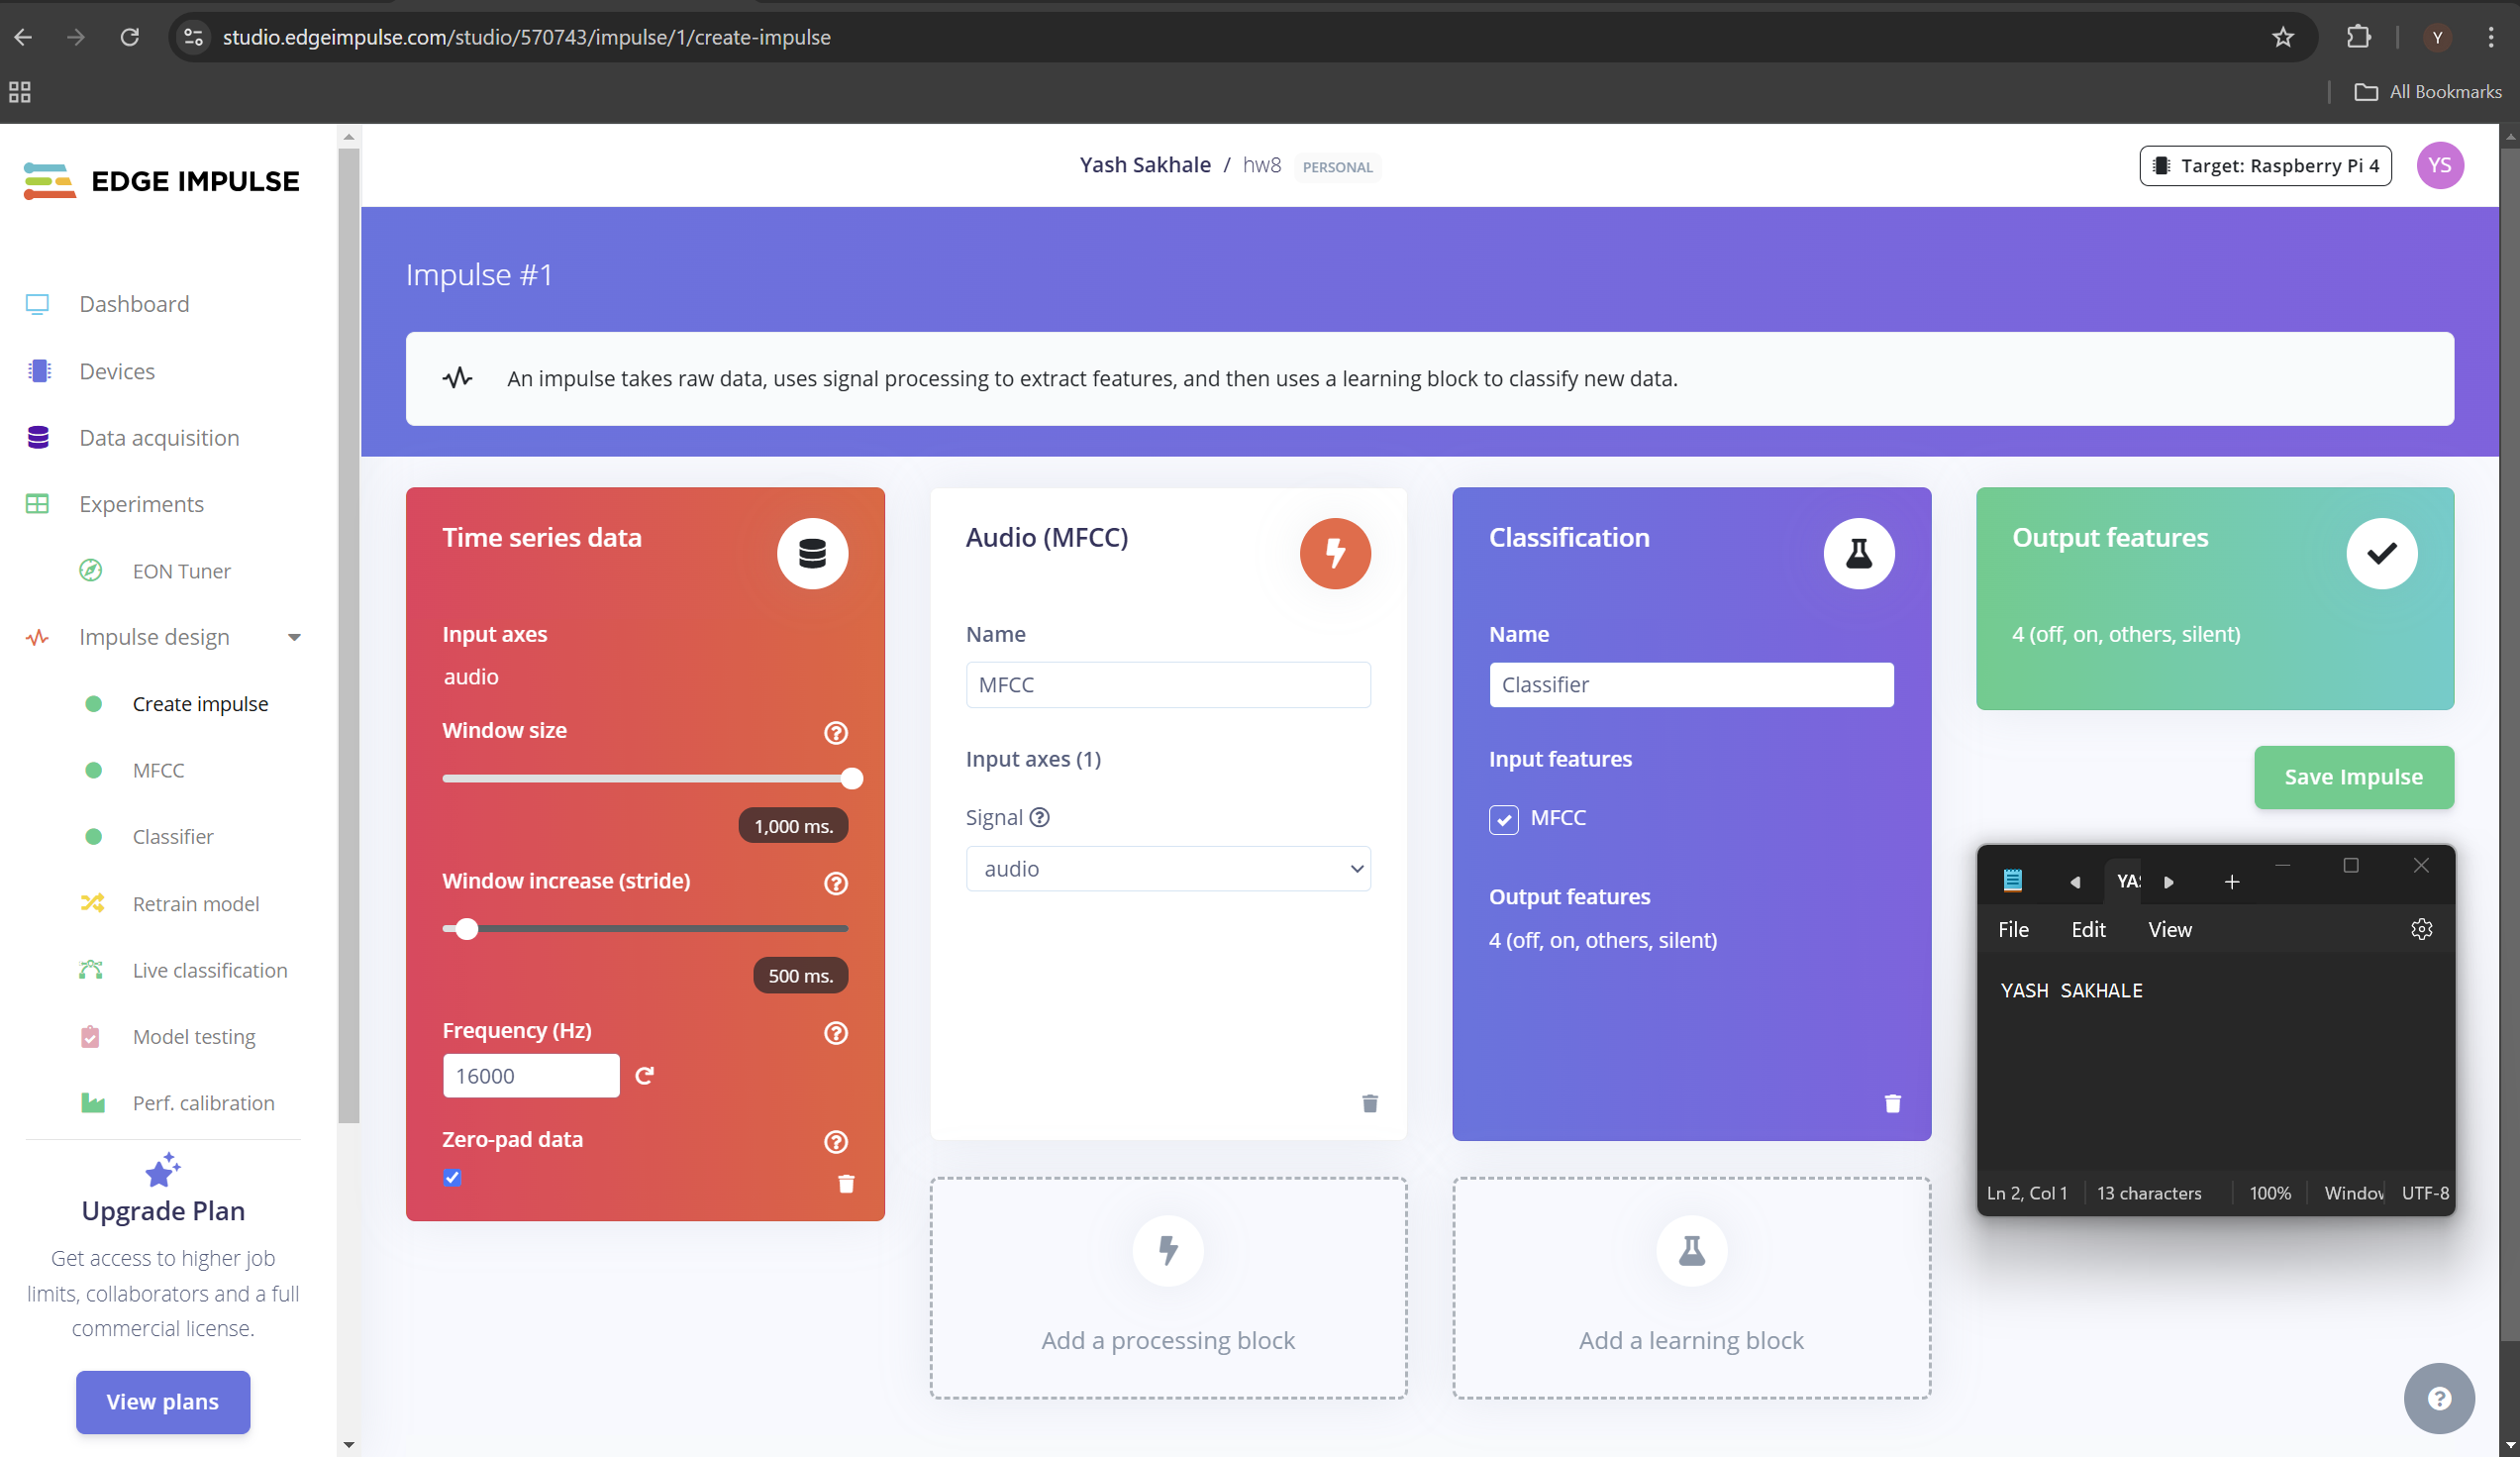 studio.edgeimpulse.com/studio/570743/impulse/1/create-impulse
Y
All Bookmarks
EDGE IMPULSE
Yash Sakhale / hw8 PERSONAL
Target: Raspberry Pi 4
YS
Dashboard
Devices
Data acquisition
Experiments
EON Tuner
Impulse design
Create impulse
MFCC
Classifier
Retrain model
Live classification
Model testing
Perf. calibration
Upgrade Plan
Get access to higher job
limits, collaborators and a full
commercial license.
View plans
Impulse #1
An impulse takes raw data, uses signal processing to extract features, and then uses a learning block to classify new data.
Time series data
Input axes
audio
Window size
1,000 ms.
Window increase (stride)
500 ms.
Frequency (Hz)
16000
Zero-pad data
Audio (MFCC)
Name
MFCC
Input axes (1)
Signal
audio
Add a processing block
Classification
Name
Classifier
Input features
MFCC
Output features
4 (off, on, others, silent)
Add a learning block
Output features
4 (off, on, others, silent)
Save Impulse
YA
File Edit View
YASH SAKHALE
Ln 2, Col 1 13 characters 100% Window UTF-8